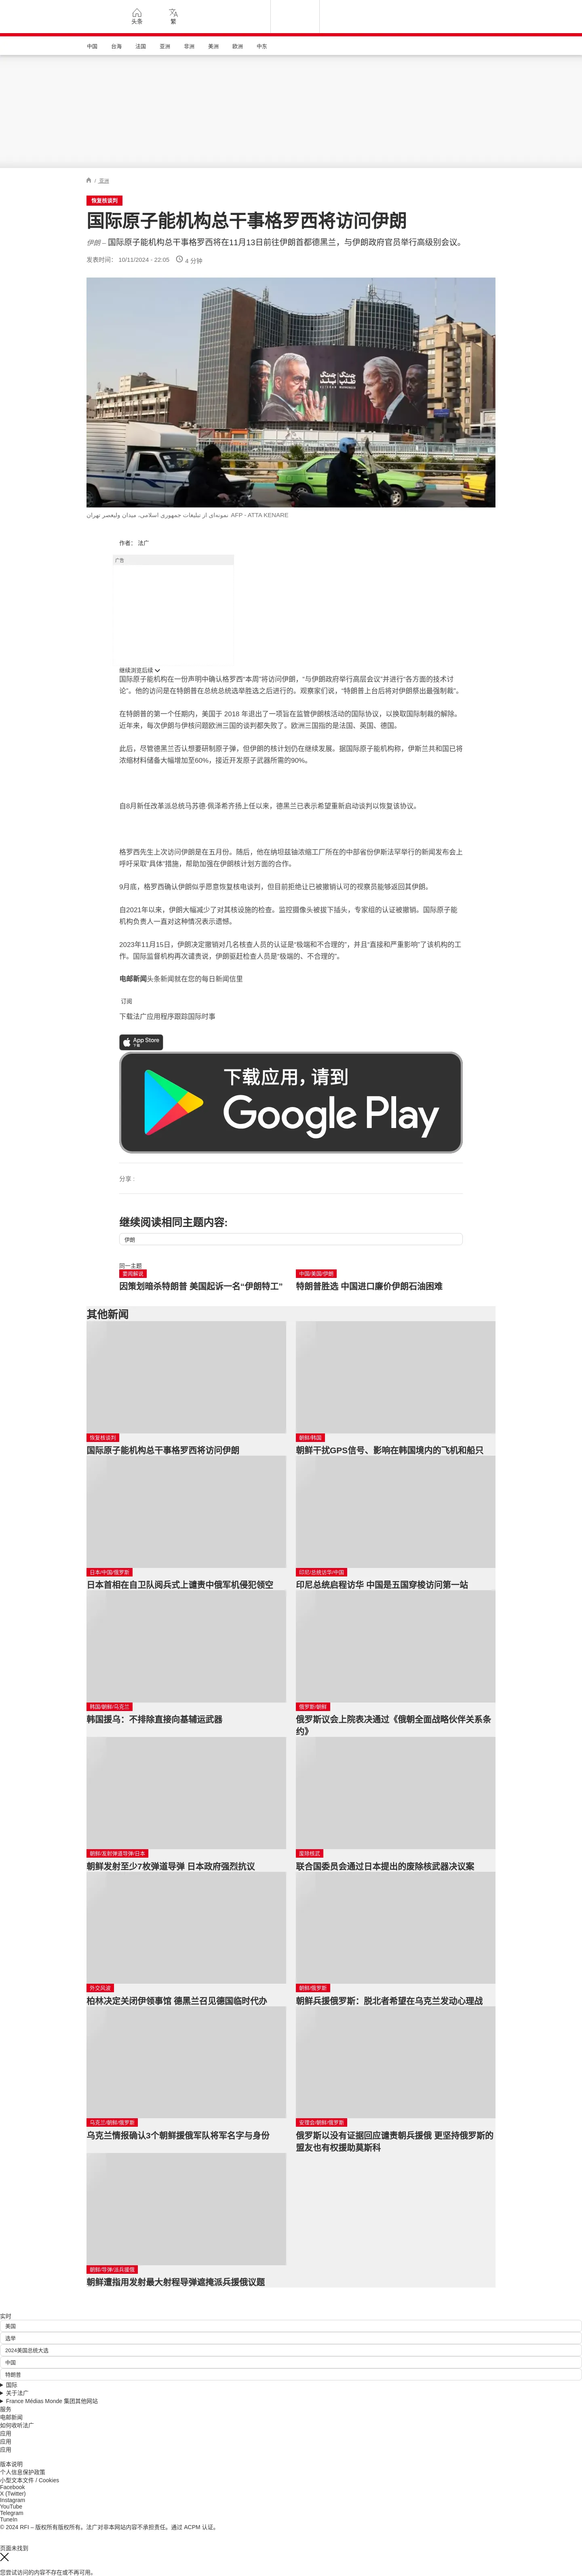 头条
繁
中国
台海
法国
亚洲
非洲
美洲
欧洲
中东
/ 亚洲
恢复核谈判
国际原子能机构总干事格罗西将访问伊朗
伊朗 – 国际原子能机构总干事格罗西将在11月13日前往伊朗首都德黑兰，与伊朗政府官员举行高级别会议。
发表时间： 10/11/2024 - 22:05
4 分钟
نمونه‌ای از تبلیغات جمهوری اسلامی، میدان ولیعصر تهران AFP - ATTA KENARE
作者： 法广
广告
继续浏览后续
国际原子能机构在一份声明中确认格罗西“本周”将访问伊朗，“与伊朗政府举行高层会议”并进行“各方面的技术讨论”。他的访问是在特朗普在总统总统选举胜选之后进行的。观察家们说，“特朗普上台后将对伊朗祭出最强制裁”。
在特朗普的第一个任期内，美国于 2018 年退出了一项旨在监管伊朗核活动的国际协议，以换取国际制裁的解除。近年来，每次伊朗与伊核问题欧洲三国的谈判都失败了。欧洲三国指的是法国、英国、德国。
此后，尽管德黑兰否认想要研制原子弹，但伊朗的核计划仍在继续发展。据国际原子能机构称，伊斯兰共和国已将浓缩材料储备大幅增加至60%，接近开发原子武器所需的90%。
自8月新任改革派总统马苏德·佩泽希齐扬上任以来，德黑兰已表示希望重新启动谈判以恢复该协议。
格罗西先生上次访问伊朗是在五月份。随后，他在纳坦兹铀浓缩工厂所在的中部省份伊斯法罕举行的新闻发布会上呼吁采取“具体”措施，帮助加强在伊朗核计划方面的合作。
9月底，格罗西确认伊朗似乎愿意恢复核电谈判，但目前拒绝让已被撤销认可的视察员能够返回其伊朗。
自2021年以来，伊朗大幅减少了对其核设施的检查。监控摄像头被拔下插头，专家组的认证被撤销。国际原子能机构负责人一直对这种情况表示遗憾。
2023年11月15日，伊朗决定撤销对几名核查人员的认证是“极端和不合理的”，并且“直接和严重影响”了该机构的工作。国际监督机构再次谴责说，伊朗驱赶检查人员是“极端的、不合理的”。
电邮新闻头条新闻就在您的每日新闻信里
订阅
下载法广应用程序跟踪国际时事
App Store
下载
下载应用，请到
Google Play
分享 :
继续阅读相同主题内容:
伊朗
同一主题
要闻解说
因策划暗杀特朗普 美国起诉一名“伊朗特工”
中国/美国/伊朗
特朗普胜选 中国进口廉价伊朗石油困难
其他新闻
恢复核谈判
国际原子能机构总干事格罗西将访问伊朗
朝鲜/韩国
朝鲜干扰GPS信号、影响在韩国境内的飞机和船只
日本/中国/俄罗斯
日本首相在自卫队阅兵式上谴责中俄军机侵犯领空
印尼/总统访华/中国
印尼总统启程访华 中国是五国穿梭访问第一站
韩国/朝鲜/乌克兰
韩国援乌：不排除直接向基辅运武器
俄罗斯/朝鲜
俄罗斯议会上院表决通过《俄朝全面战略伙伴关系条约》
朝鲜/发射弹道导弹/日本
朝鲜发射至少7枚弹道导弹 日本政府强烈抗议
废除核武
联合国委员会通过日本提出的废除核武器决议案
外交风波
柏林决定关闭伊领事馆 德黑兰召见德国临时代办
朝鲜/俄罗斯
朝鲜兵援俄罗斯：脱北者希望在乌克兰发动心理战
乌克兰/朝鲜/俄罗斯
乌克兰情报确认3个朝鲜援俄军队将军名字与身份
安理会/朝鲜/俄罗斯
俄罗斯以没有证据回应谴责朝兵援俄 更坚持俄罗斯的盟友也有权援助莫斯科
朝鲜/导弹/派兵援俄
朝鲜遭指用发射最大射程导弹遮掩派兵援俄议题
实时
美国
选举
2024美国总统大选
中国
特朗普
国际
关于法广
France Médias Monde 集团其他网站
服务
电邮新闻
如何收听法广
应用
应用
应用
版本说明
个人信息保护政策
小型文本文件 / Cookies
Facebook
X (Twitter)
Instagram
YouTube
Telegram
TuneIn
© 2024 RFI – 版权所有版权所有。法广对非本网站内容不承担责任。通过 ACPM 认证。
页面未找到
您尝试访问的内容不存在或不再可用。